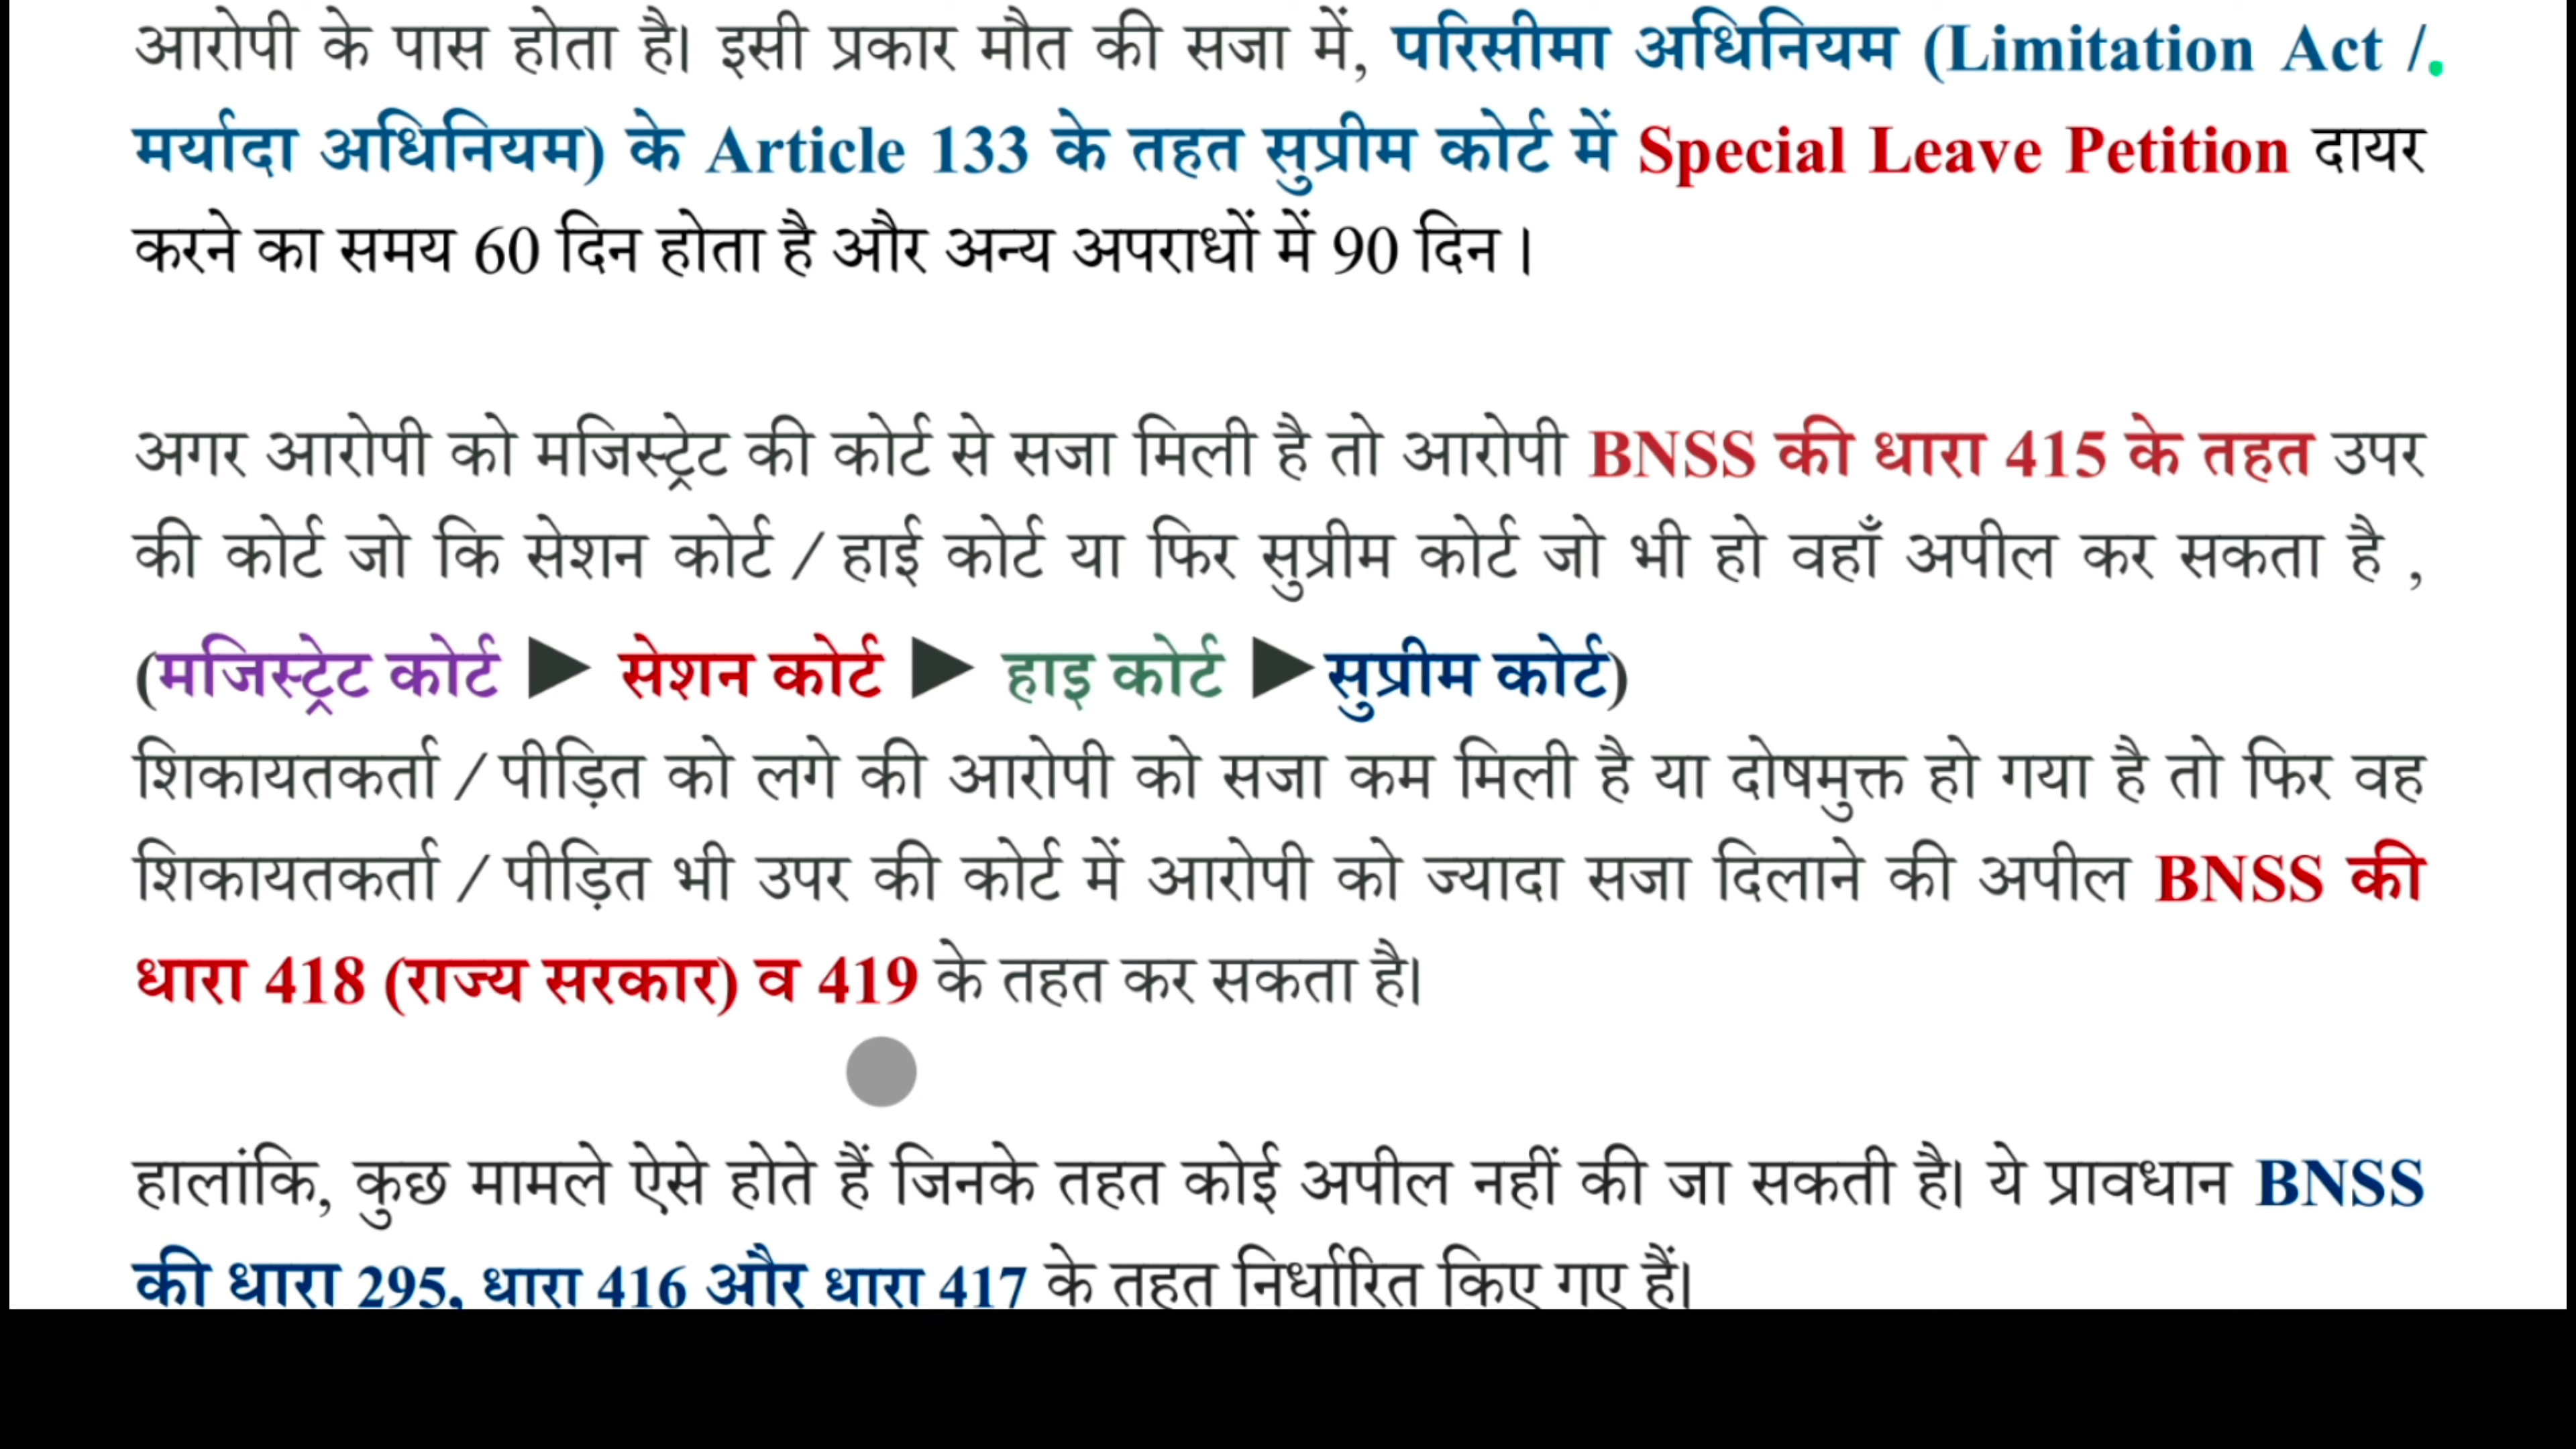 आरोपी के पास होता है। इसी प्रकार मौत की सजा में, परिसीमा अधिनियम (Limitation Act /
मर्यादा अधिनियम) के Article 133 के तहत सुप्रीम कोर्ट में Special Leave Petition दायर
करने का समय 60 दिन होता है और अन्य अपराधों में 90 दिन।
अगर आरोपी को मजिस्ट्रेट की कोर्ट से सजा मिली है तो आरोपी BNSS की धारा 415 के तहत उपर
की कोर्ट जो कि सेशन कोर्ट / हाई कोर्ट या फिर सुप्रीम कोर्ट जो भी हो वहाँ अपील कर सकता है ,
(मजिस्ट्रेट कोर्ट ▶ सेशन कोर्ट ▶ हाइ कोर्ट ▶सुप्रीम कोर्ट)
शिकायतकर्ता / पीड़ित को लगे की आरोपी को सजा कम मिली है या दोषमुक्त हो गया है तो फिर वह
शिकायतकर्ता / पीड़ित भी उपर की कोर्ट में आरोपी को ज्यादा सजा दिलाने की अपील BNSS की
धारा 418 (राज्य सरकार) व 419 के तहत कर सकता है।
हालांकि, कुछ मामले ऐसे होते हैं जिनके तहत कोई अपील नहीं की जा सकती है। ये प्रावधान BNSS
की धारा 295, धारा 416 और धारा 417 के तहत निर्धारित किए गए हैं।